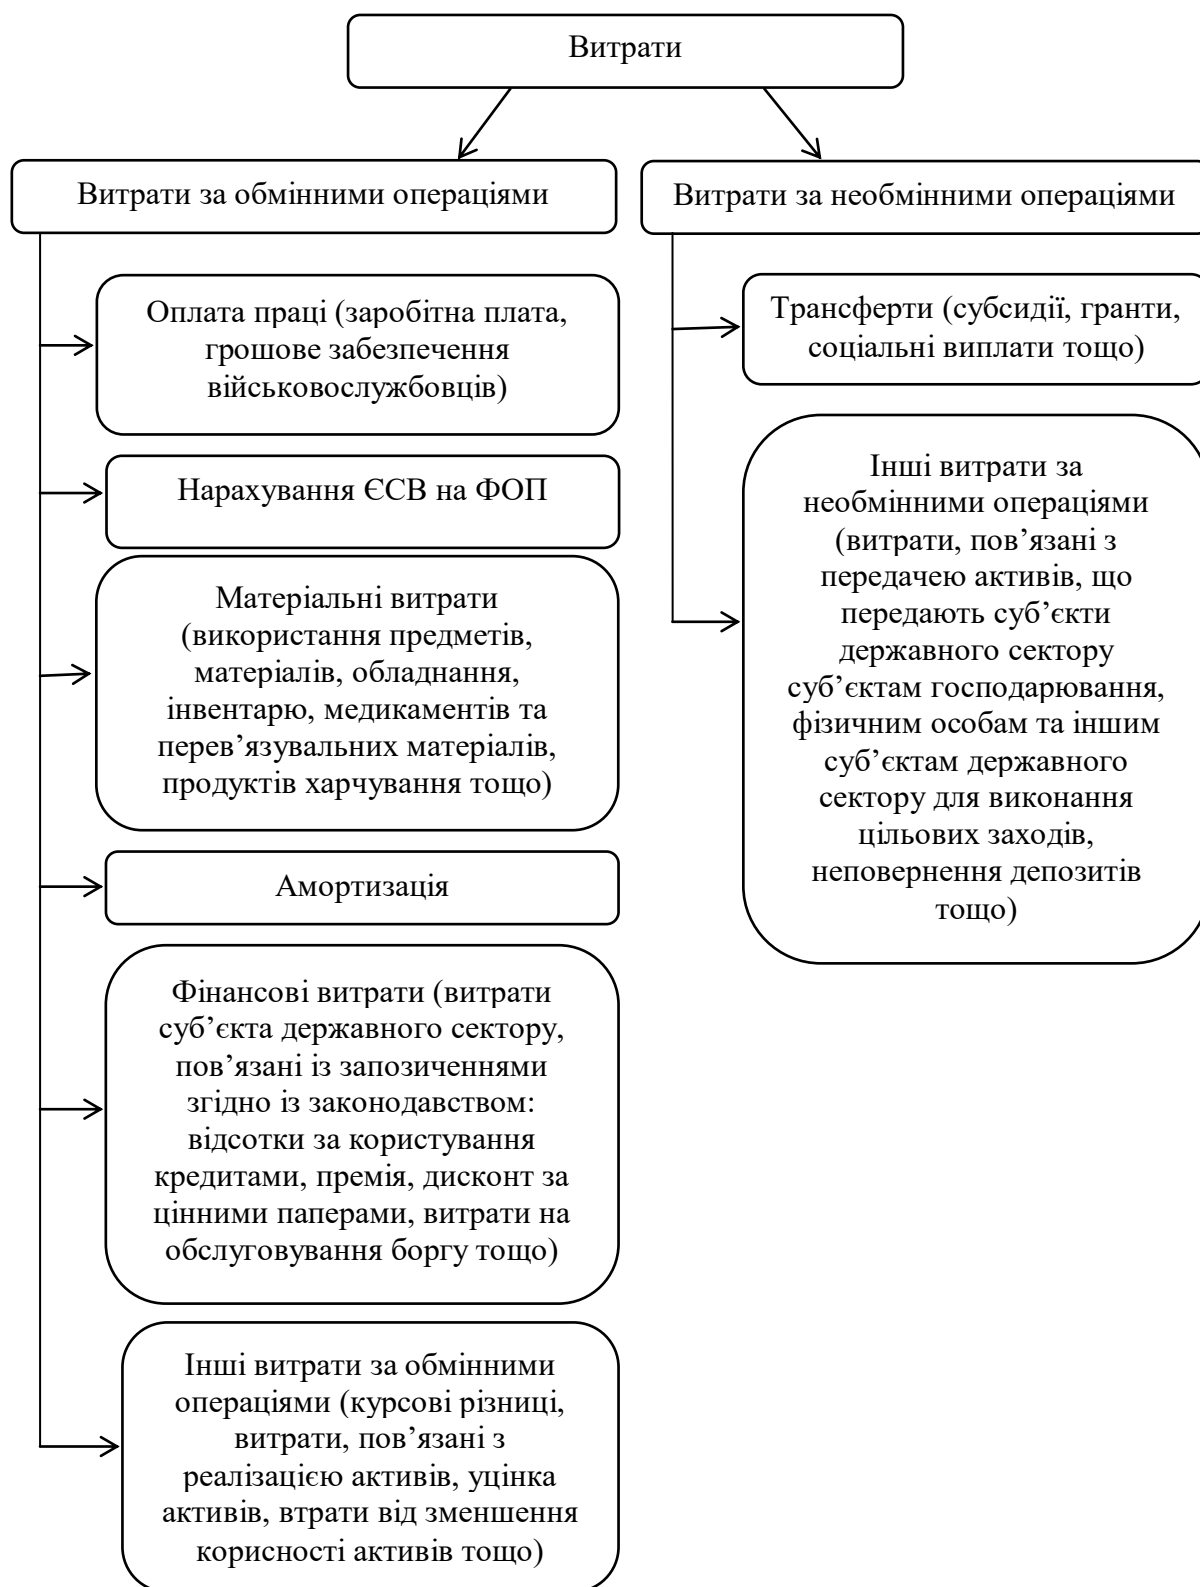 Витрати
Витрати за обмінними операціями
Оплата праці (заробітна плата,
грошове забезпечення
військовослужбовців)
Нарахування ЄСВ на ФОП
Матеріальні витрати
(використання предметів,
матеріалів, обладнання,
інвентарю, медикаментів та
перев’язувальних матеріалів,
продуктів харчування тощо)
Амортизація
Фінансові витрати (витрати
суб’єкта державного сектору,
пов’язані із запозиченнями
згідно із законодавством:
відсотки за користування
кредитами, премія, дисконт за
цінними паперами, витрати на
обслуговування боргу тощо)
Інші витрати за обмінними
операціями (курсові різниці,
витрати, пов’язані з
реалізацією активів, уцінка
активів, втрати від зменшення
корисності активів тощо)
Витрати за необмінними операціями
Трансферти (субсидії, гранти,
соціальні виплати тощо)
Інші витрати за
необмінними операціями
(витрати, пов’язані з
передачею активів, що
передають суб’єкти
державного сектору
суб’єктам господарювання,
фізичним особам та іншим
суб’єктам державного
сектору для виконання
цільових заходів,
неповернення депозитів
тощо)